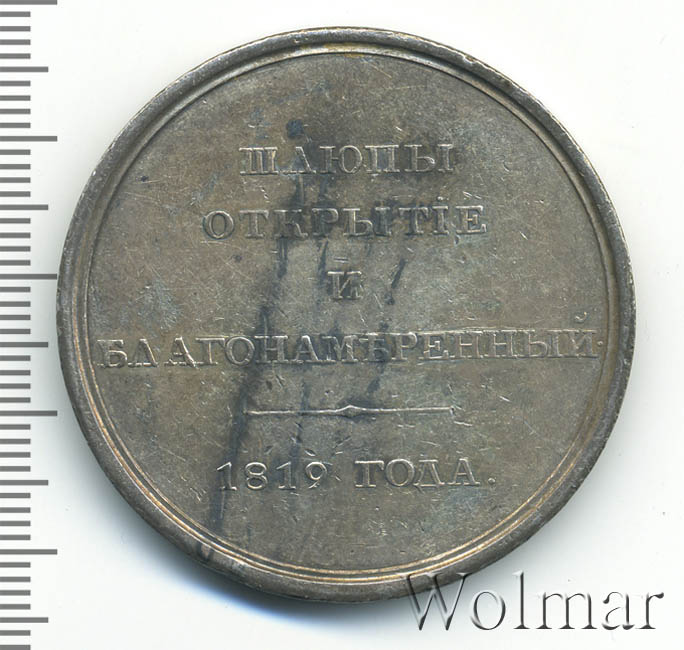 ШЛЮПЫ
ОТКРЫТІЕ
И
БЛАГОНАМѢРЕННЫЙ.
1819 ГОДА.
Wolmar